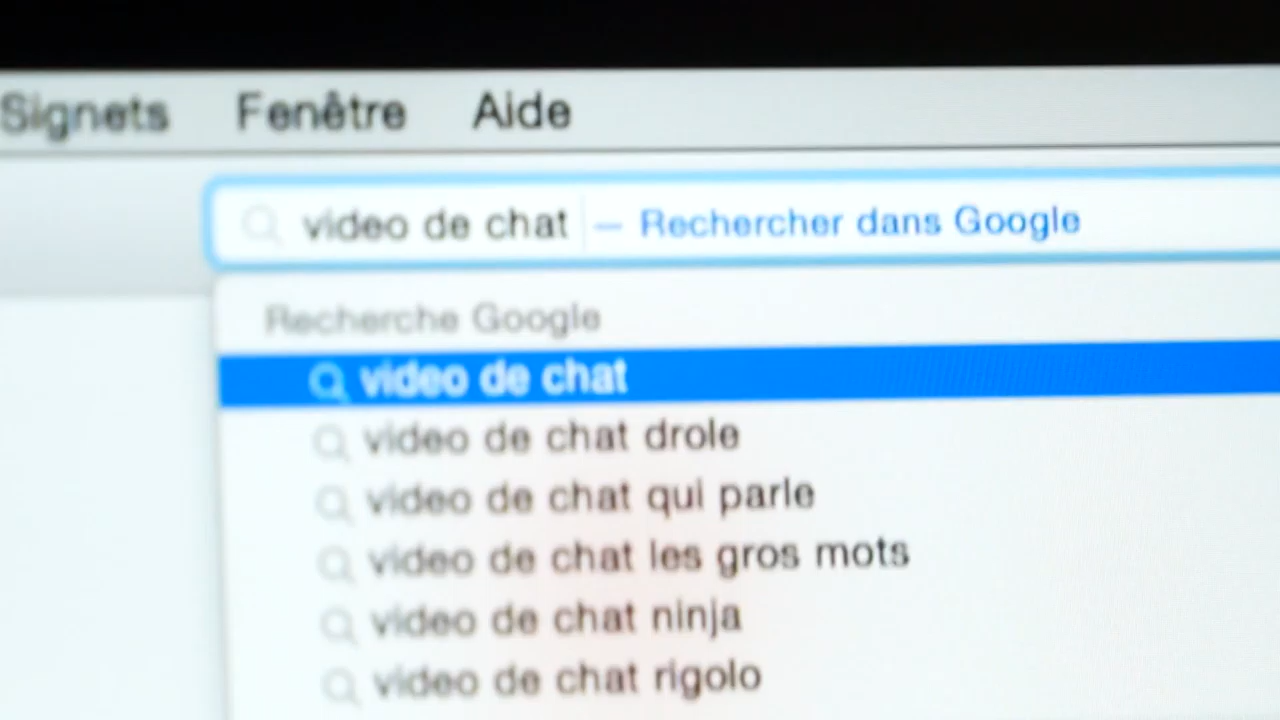 Signets Fenêtre Aide
video de chat — Rechercher dans Google
Recherche Google
video de chat
video de chat drole
video de chat qui parle
video de chat les gros mots
video de chat ninja
video de chat rigolo